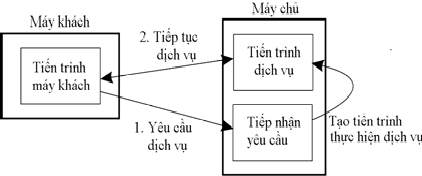 Máy khách
Máy chủ
2. Tiếp tục
dịch vụ
Tiến trình
máy khách
Tiến trình
dịch vụ
1. Yêu cầu
dịch vụ
Tiếp nhận
yêu cầu
Tạo tiến trình
thực hiện dịch vụ